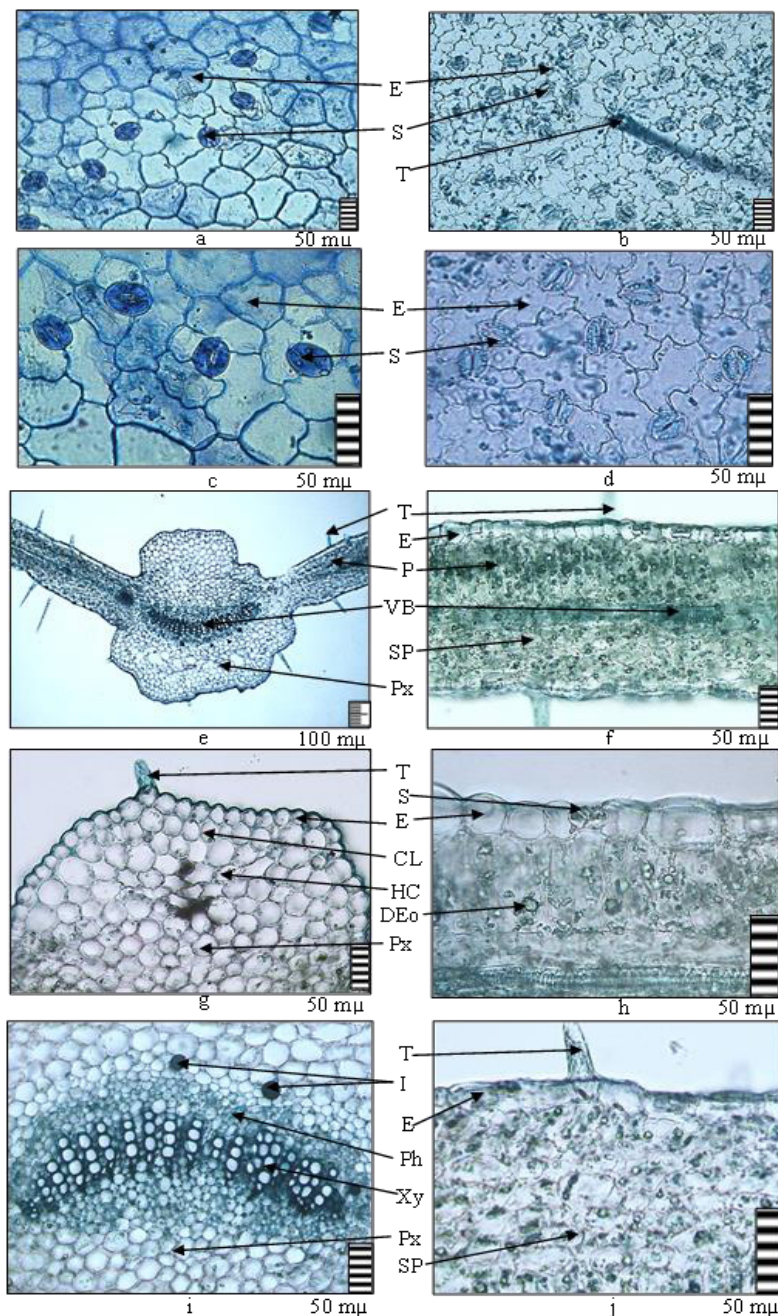 E
S
T
a 50 mµ
b 50 mµ
E
S
c 50 mµ
d 50 mµ
T
E
P
VB
SP
Px
e 100 mµ
f 50 mµ
T
S
E
CL
HC
DEo
Px
g 50 mµ
h 50 mµ
T
I
E
Ph
Xy
Px
SP
i 50 mµ
j 50 mµ